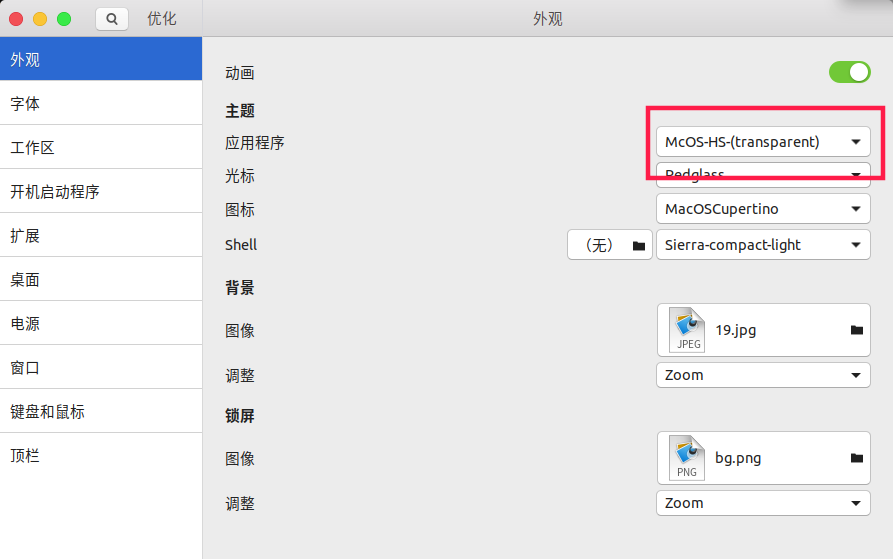 优化
外观
外观
字体
工作区
开机启动程序
扩展
桌面
电源
窗口
键盘和鼠标
顶栏
动画
主题
应用程序 McOS-HS-(transparent)
光标 Redglass
图标 MacOSCupertino
Shell （无） Sierra-compact-light
背景
图像 JPEG 19.jpg
调整 Zoom
锁屏
图像 PNG bg.png
调整 Zoom